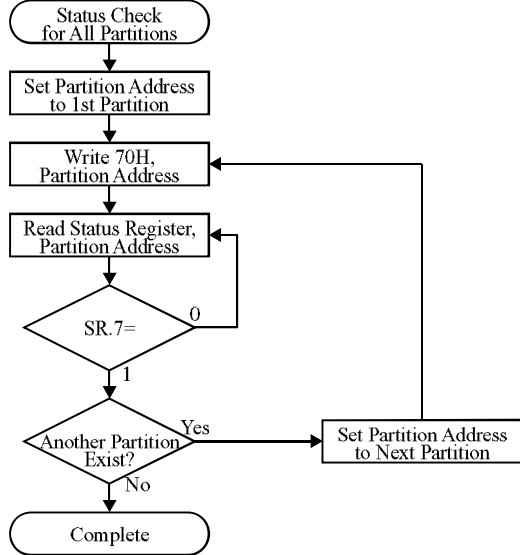 Status Check
for All Partitions
Set Partition Address
to 1st Partition
Write 70H,
Partition Address
Read Status Register,
Partition Address
0
SR.7=
1
Yes
Another Partition
Exist?
Set Partition Address
to Next Partition
No
Complete